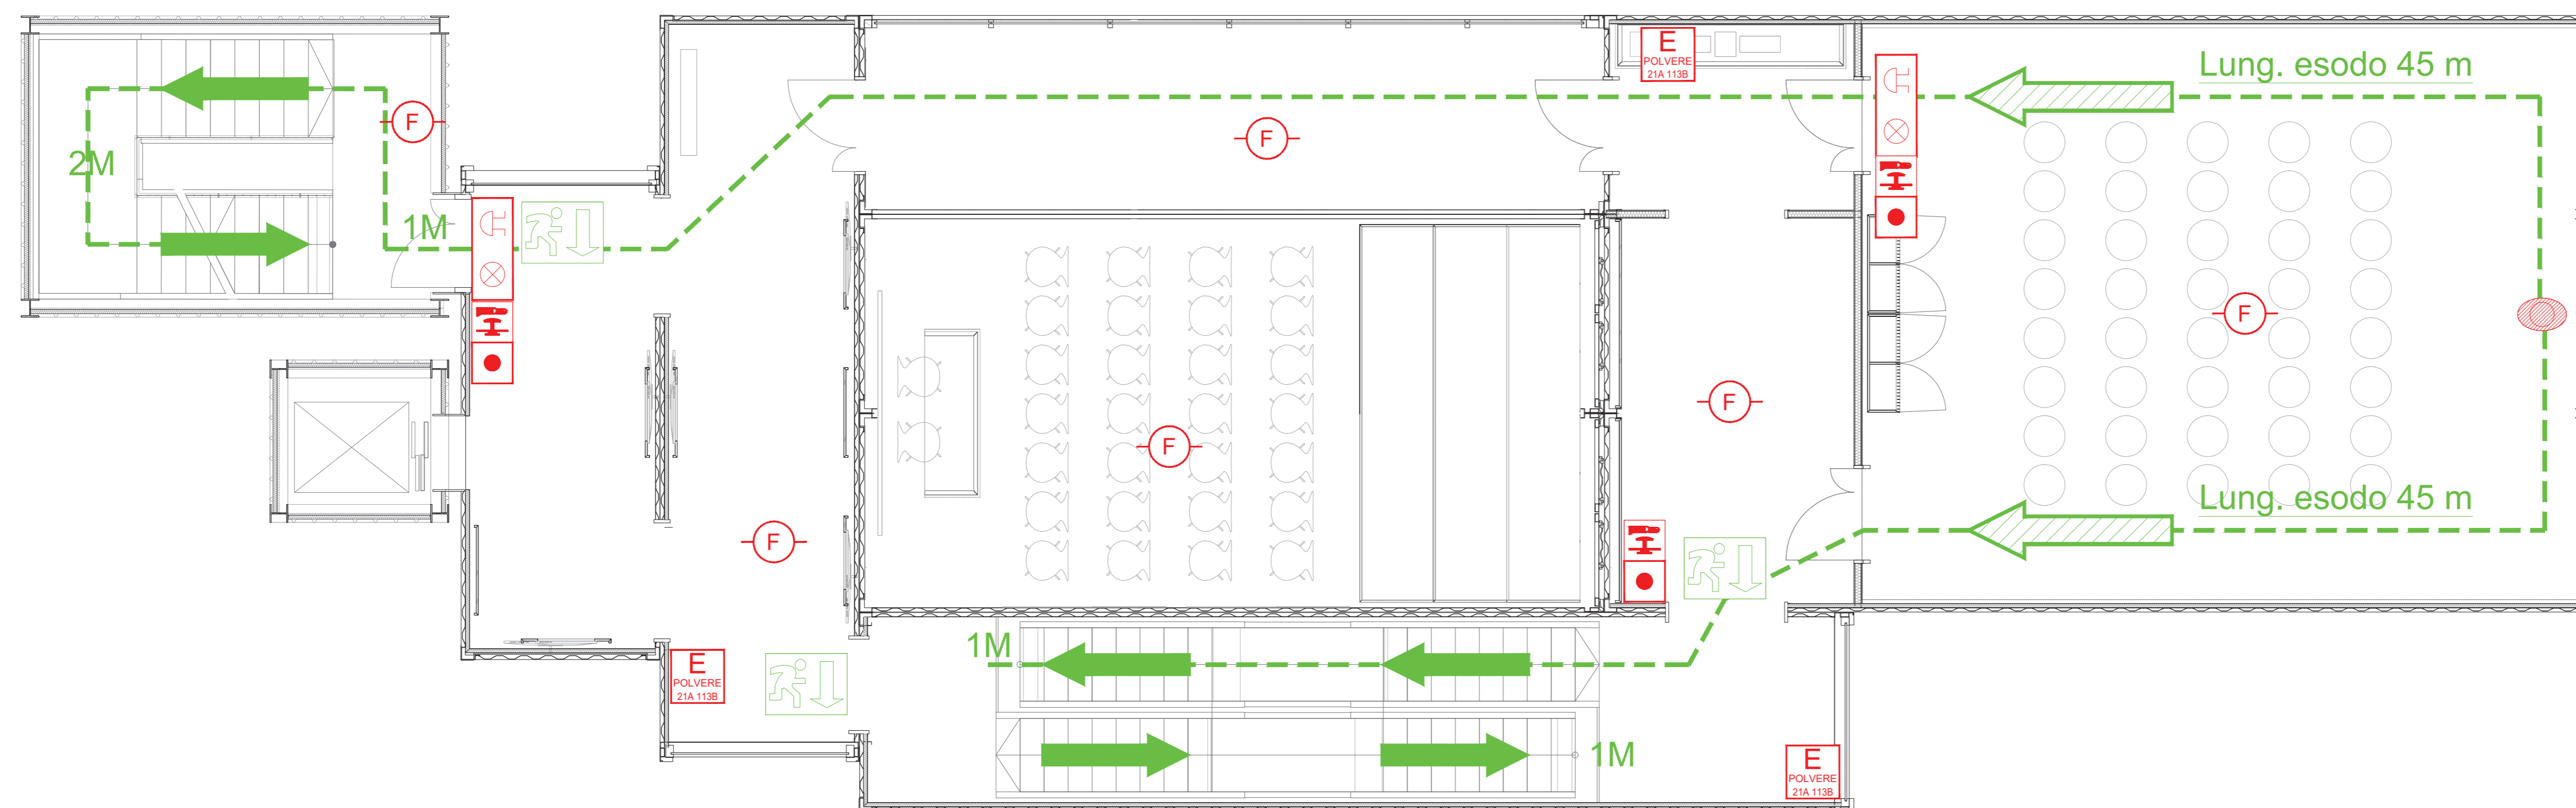 E
POLVERE
21A 113B
Lung. esodo 45 m
F
F
2M
1M
F
F
F
Lung. esodo 45 m
F
1M
E
POLVERE
21A 113B
1M
E
POLVERE
21A 113B